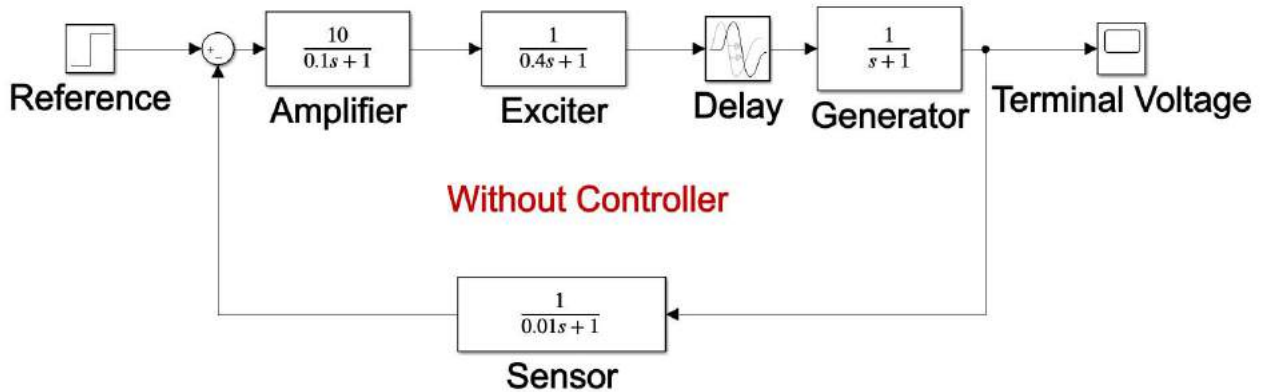 10
0.1s + 1
1
0.4s + 1
1
s + 1
Reference
Amplifier
Exciter
Delay
Generator
Terminal Voltage
Without Controller
1
0.01s + 1
Sensor